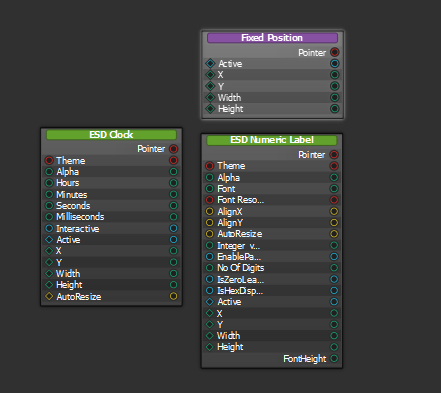 Fixed Position
Pointer
Active
X
Y
Width
Height
ESD Clock
Pointer
Theme
Alpha
Hours
Minutes
Seconds
Milliseconds
Interactive
Active
X
Y
Width
Height
AutoResize
ESD Numeric Label
Pointer
Theme
Alpha
Font
Font Reso...
AlignX
AlignY
AutoResize
Integer_v...
EnablePa...
No Of Digits
IsZeroLea...
IsHexDisp...
Active
X
Y
Width
Height
FontHeight